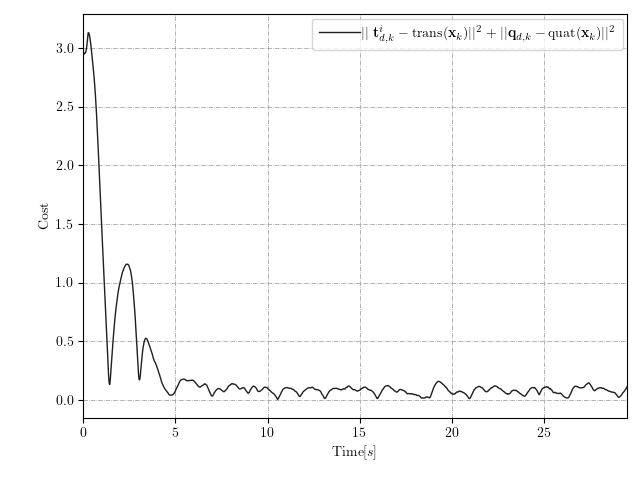 || t^i_{d,k} − trans(x_k)||^2 + ||q_{d,k} − quat(x_k)||^2
3.0
2.5
2.0
1.5
1.0
0.5
0.0
Cost
0 5 10 15 20 25
Time[s]